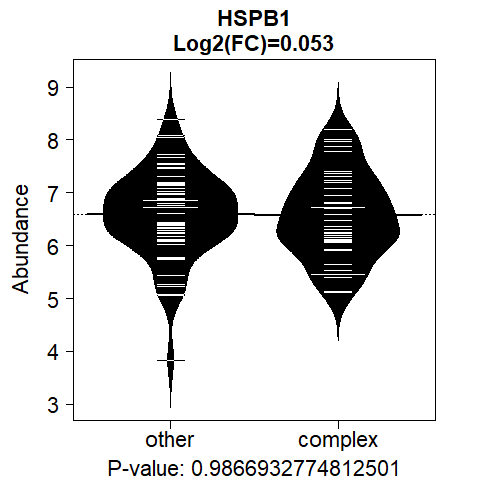 HSPB1
Log2(FC)=0.053
Abundance
9
8
7
6
5
4
3
other complex
P-value: 0.9866932774812501